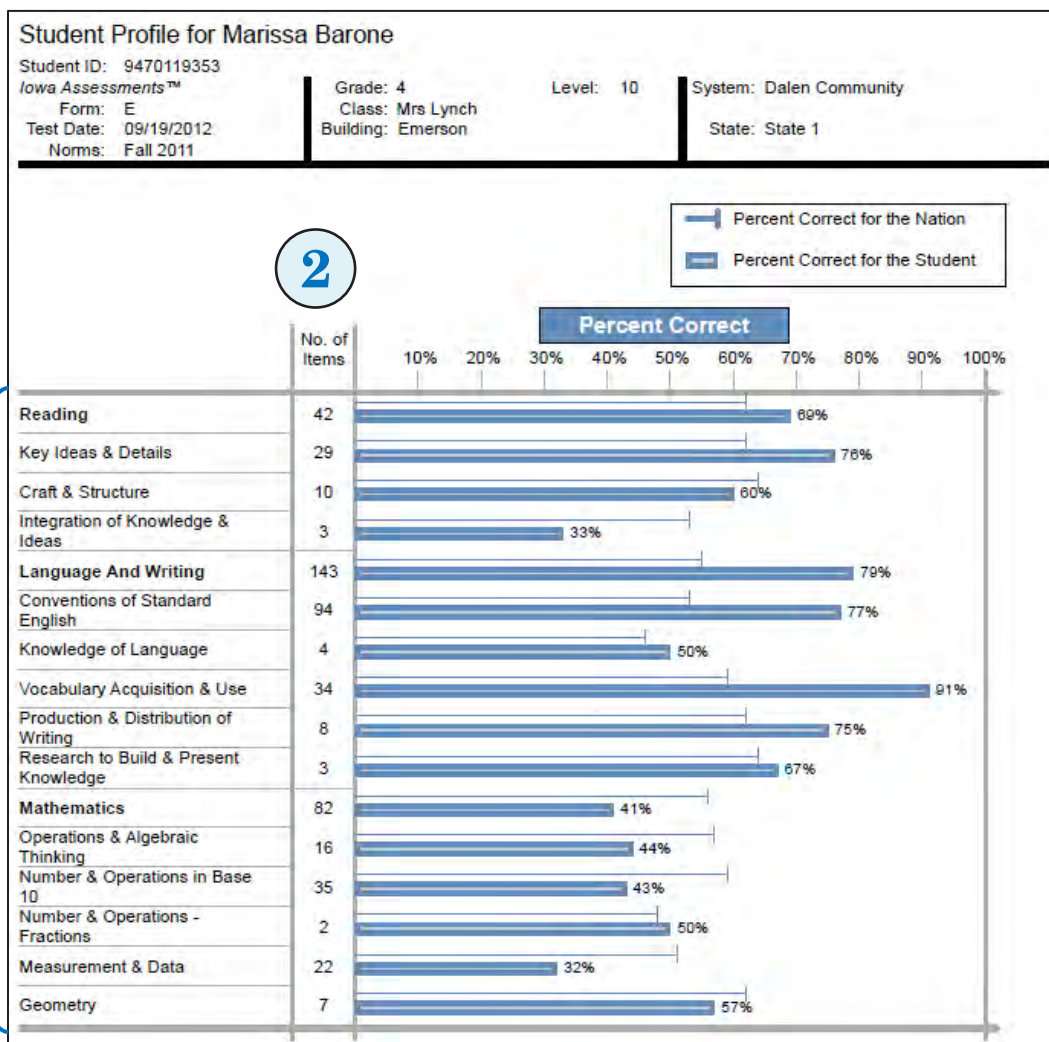 Student Profile for Marissa Barone
Student ID: 9470119353
Iowa Assessments™
Form: E
Test Date: 09/19/2012
Norms: Fall 2011
Grade: 4
Class: Mrs Lynch
Building: Emerson
Level: 10
System: Dalen Community
State: State 1
Percent Correct for the Nation
Percent Correct for the Student
2
Percent Correct
No. of
Items
10% 20% 30% 40% 50% 60% 70% 80% 90% 100%
Reading 42 69%
Key Ideas & Details 29 76%
Craft & Structure 10 60%
Integration of Knowledge &
Ideas 3 33%
Language And Writing 143 79%
Conventions of Standard
English 94 77%
Knowledge of Language 4 50%
Vocabulary Acquisition & Use 34 91%
Production & Distribution of
Writing 8 75%
Research to Build & Present
Knowledge 3 67%
Mathematics 82 41%
Operations & Algebraic
Thinking 16 44%
Number & Operations in Base
10 35 43%
Number & Operations -
Fractions 2 50%
Measurement & Data 22 32%
Geometry 7 57%